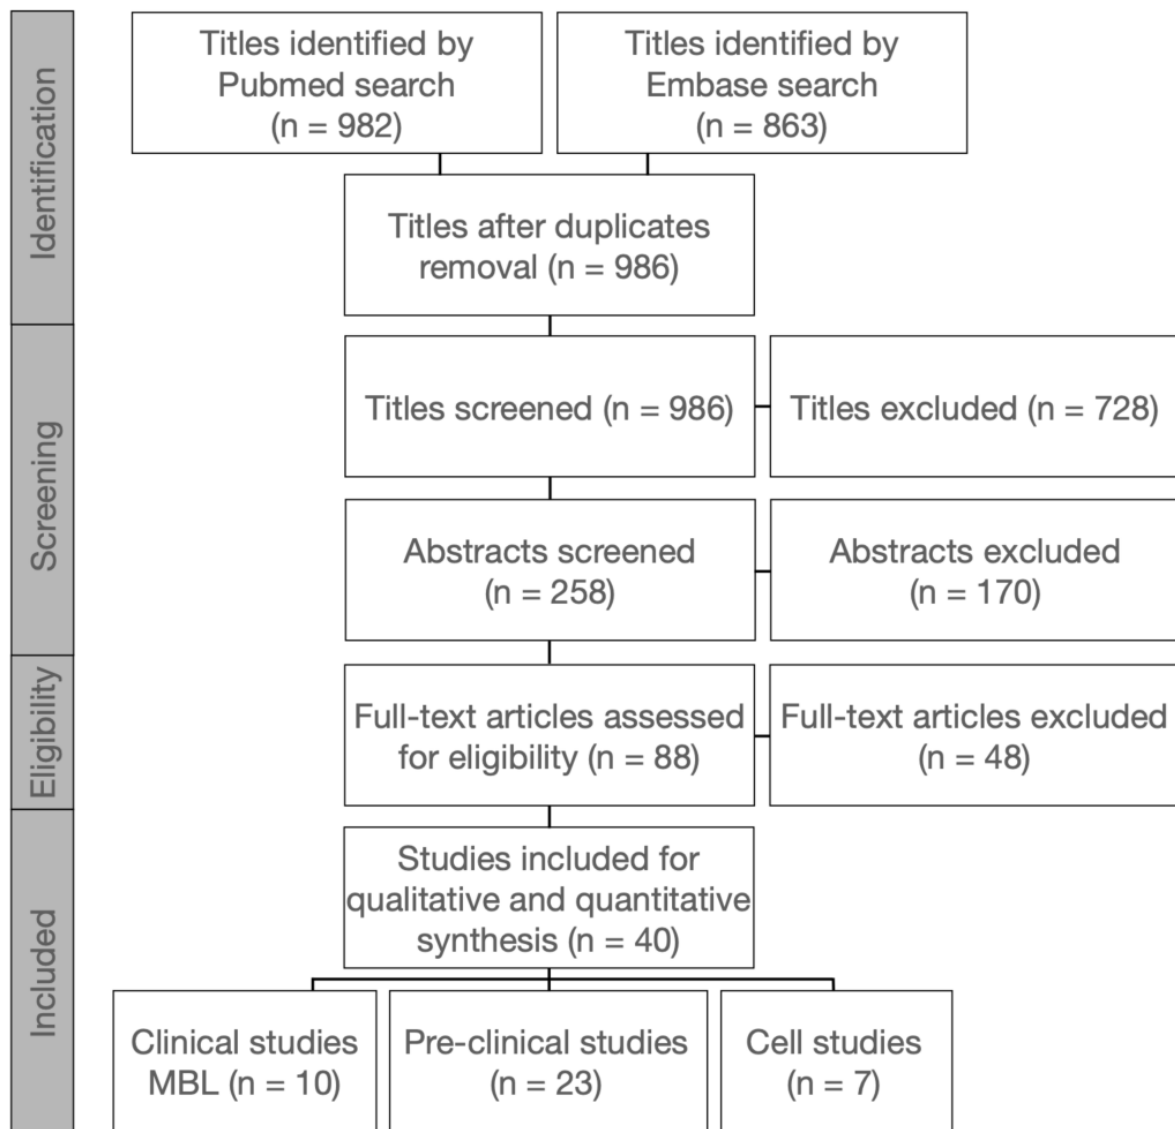 Identification
Titles identified by
Pubmed search
(n = 982)
Titles identified by
Embase search
(n = 863)
Titles after duplicates
removal (n = 986)
Screening
Titles screened (n = 986)
Titles excluded (n = 728)
Abstracts screened
(n = 258)
Abstracts excluded
(n = 170)
Eligibility
Full-text articles assessed
for eligibility (n = 88)
Full-text articles excluded
(n = 48)
Included
Studies included for
qualitative and quantitative
synthesis (n = 40)
Clinical studies
MBL (n = 10)
Pre-clinical studies
(n = 23)
Cell studies
(n = 7)